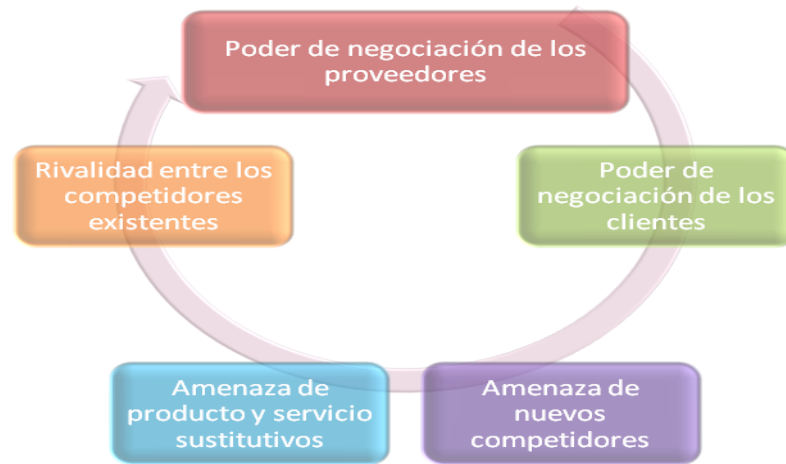 Poder de negociación de los
proveedores
Poder de
negociación de los
clientes
Amenaza de
nuevos
competidores
Amenaza de
producto y servicio
sustitutivos
Rivalidad entre los
competidores
existentes